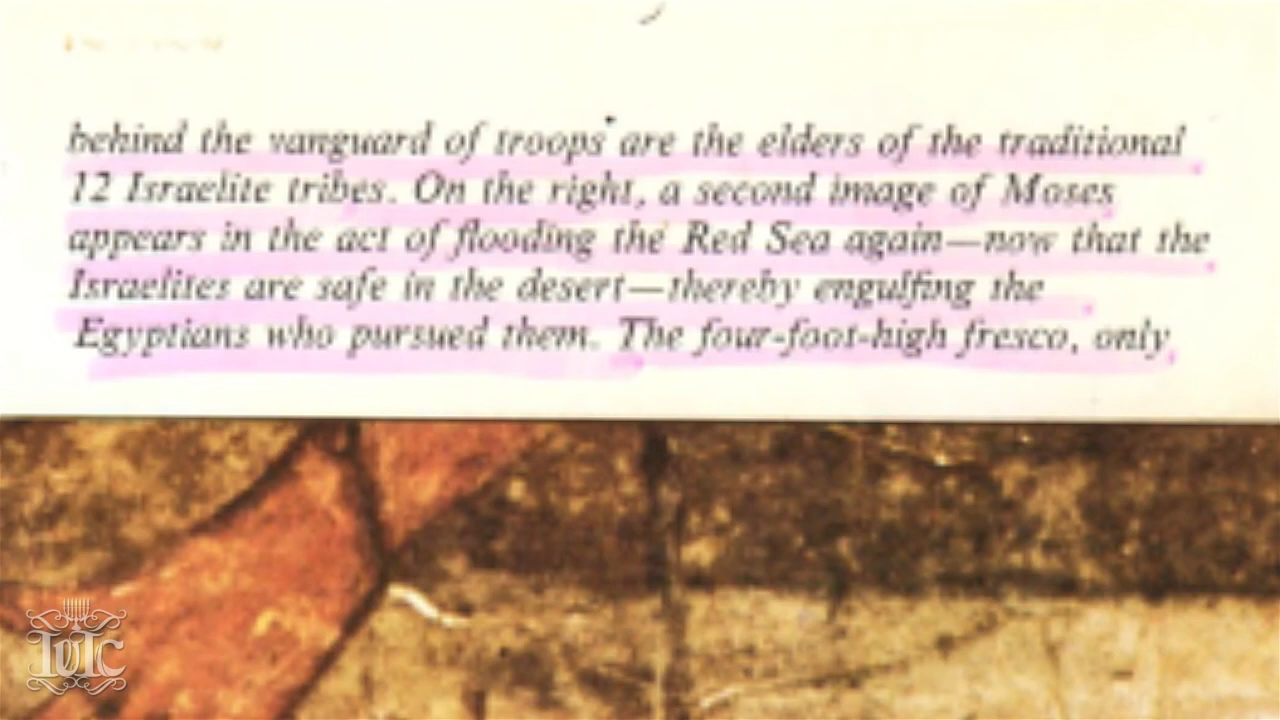 behind the vanguard of troops are the elders of the traditional
12 Israelite tribes. On the right, a second image of Moses
appears in the act of flooding the Red Sea again—now that the
Israelites are safe in the desert—thereby engulfing the
Egyptians who pursued them. The four-foot-high fresco, only
IUIC